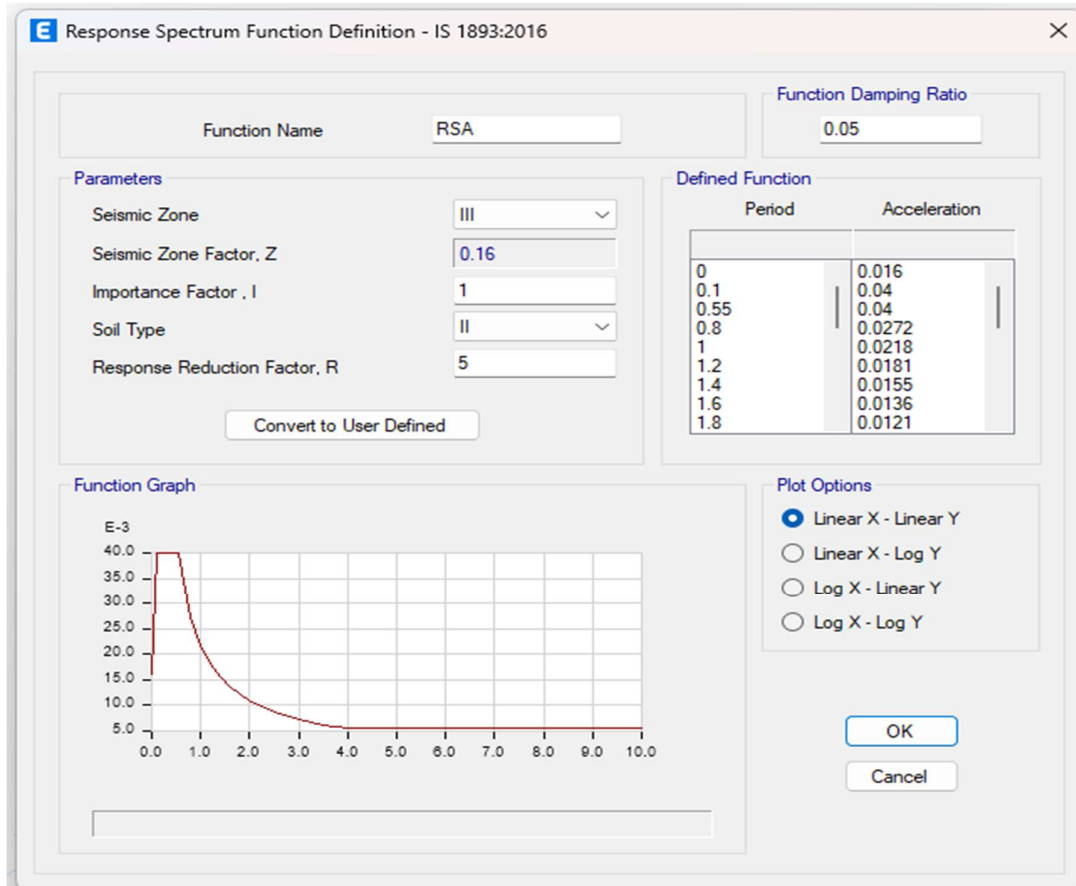 E Response Spectrum Function Definition - IS 1893:2016
Function Damping Ratio
Function Name RSA 0.05
Parameters
Seismic Zone III
Seismic Zone Factor, Z 0.16
Importance Factor , I 1
Soil Type II
Response Reduction Factor, R 5
Convert to User Defined
Defined Function
Period Acceleration
0 0.016
0.1 0.04
0.55 0.04
0.8 0.0272
1 0.0218
1.2 0.0181
1.4 0.0155
1.6 0.0136
1.8 0.0121
Function Graph
E-3
40.0
35.0
30.0
25.0
20.0
15.0
10.0
5.0
0.0 1.0 2.0 3.0 4.0 5.0 6.0 7.0 8.0 9.0 10.0
Plot Options
Linear X - Linear Y
Linear X - Log Y
Log X - Linear Y
Log X - Log Y
OK
Cancel